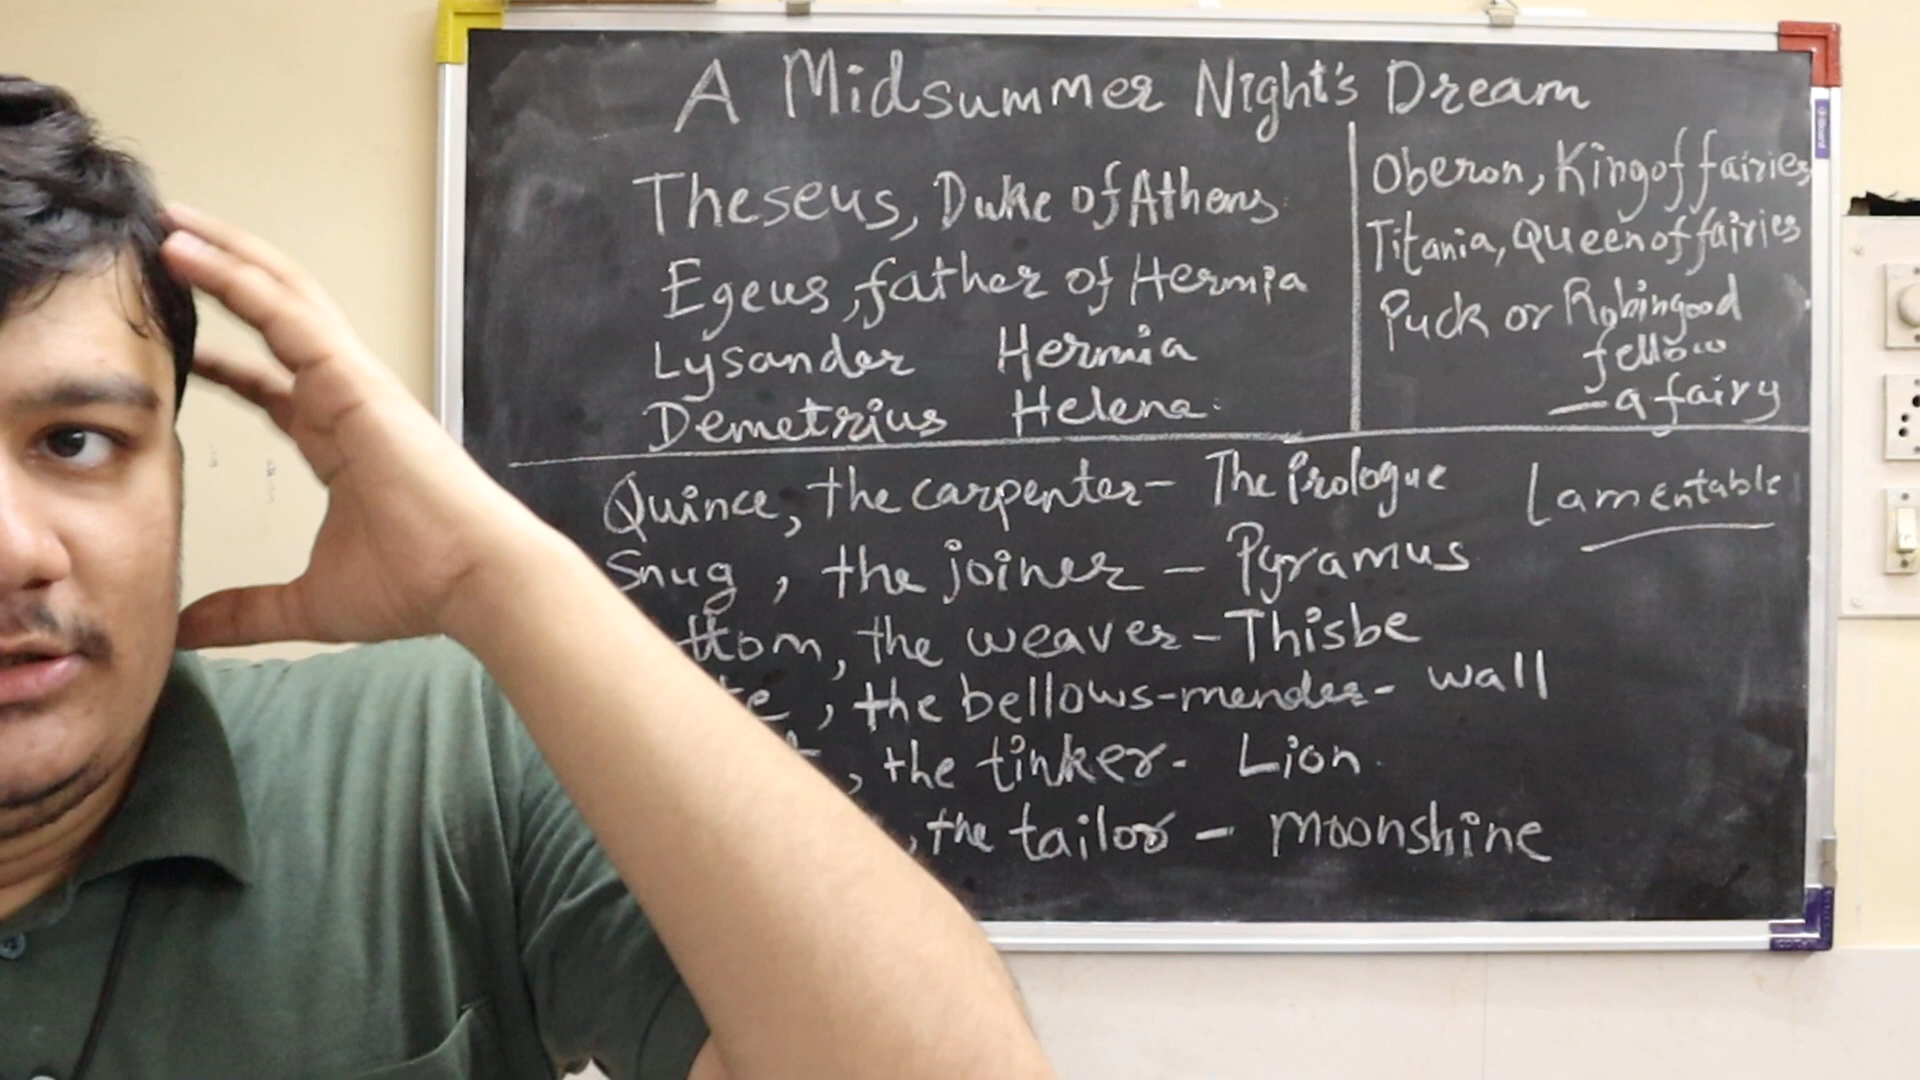 A Midsummer Night's Dream
Theseus, Duke of Athens
Egeus, father of Hermia
Lysander Hermia
Demetrius Helena
Oberon, King of fairies
Titania, Queen of fairies
Puck or Robingood
fellow
- a fairy
Quince, the carpenter - The Prologue
Lamentable
Snug, the joiner - Pyramus
ttom, the weaver - Thisbe
te, the bellows-mender - wall
, the tinker - Lion
, the tailor - Moonshine